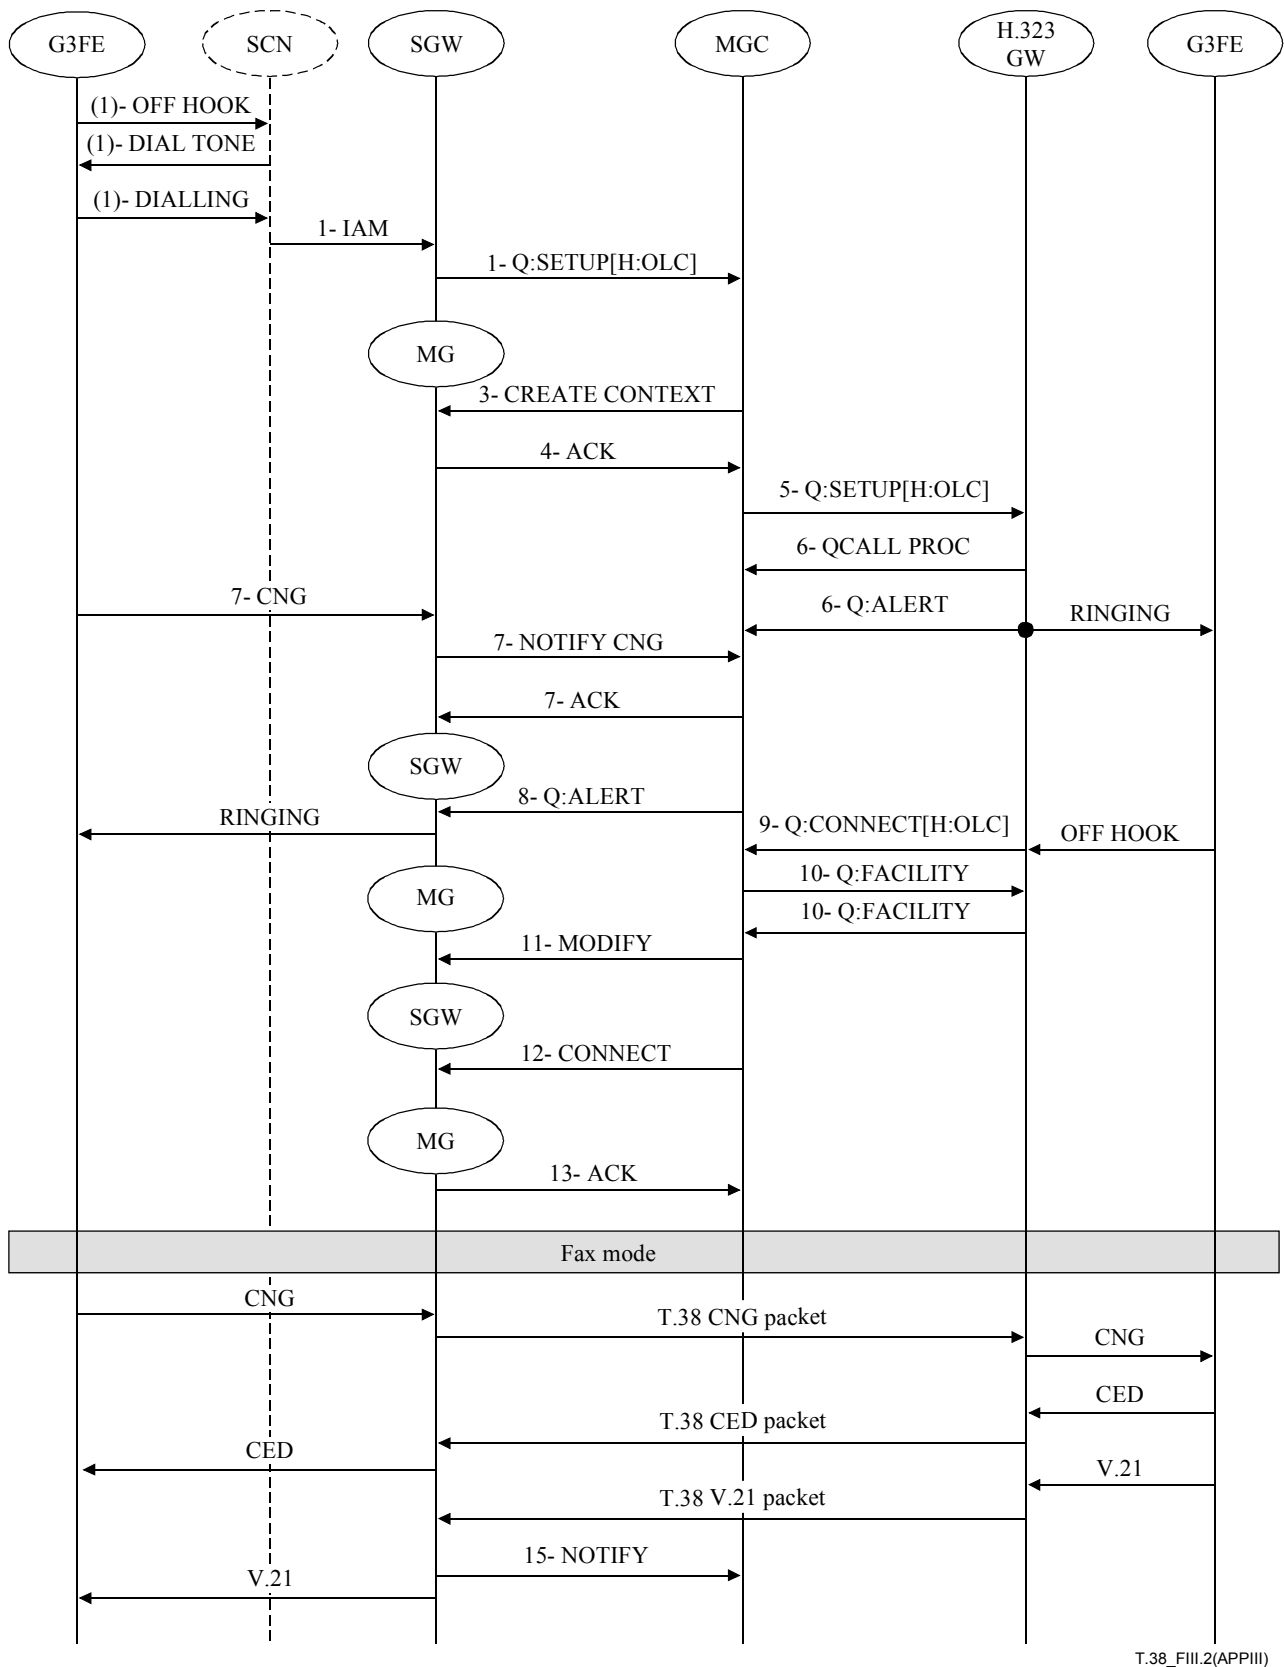 G3FE
SCN
SGW
MGC
H.323
GW
G3FE
(1)- OFF HOOK
(1)- DIAL TONE
(1)- DIALLING
1- IAM
1- Q:SETUP[H:OLC]
MG
3- CREATE CONTEXT
4- ACK
5- Q:SETUP[H:OLC]
6- QCALL PROC
7- CNG
6- Q:ALERT
RINGING
7- NOTIFY CNG
7- ACK
SGW
8- Q:ALERT
RINGING
9- Q:CONNECT[H:OLC]
OFF HOOK
MG
10- Q:FACILITY
10- Q:FACILITY
11- MODIFY
SGW
12- CONNECT
MG
13- ACK
Fax mode
CNG
T.38 CNG packet
CNG
CED
T.38 CED packet
CED
V.21
T.38 V.21 packet
15- NOTIFY
V.21
T.38_FIII.2(APPIII)